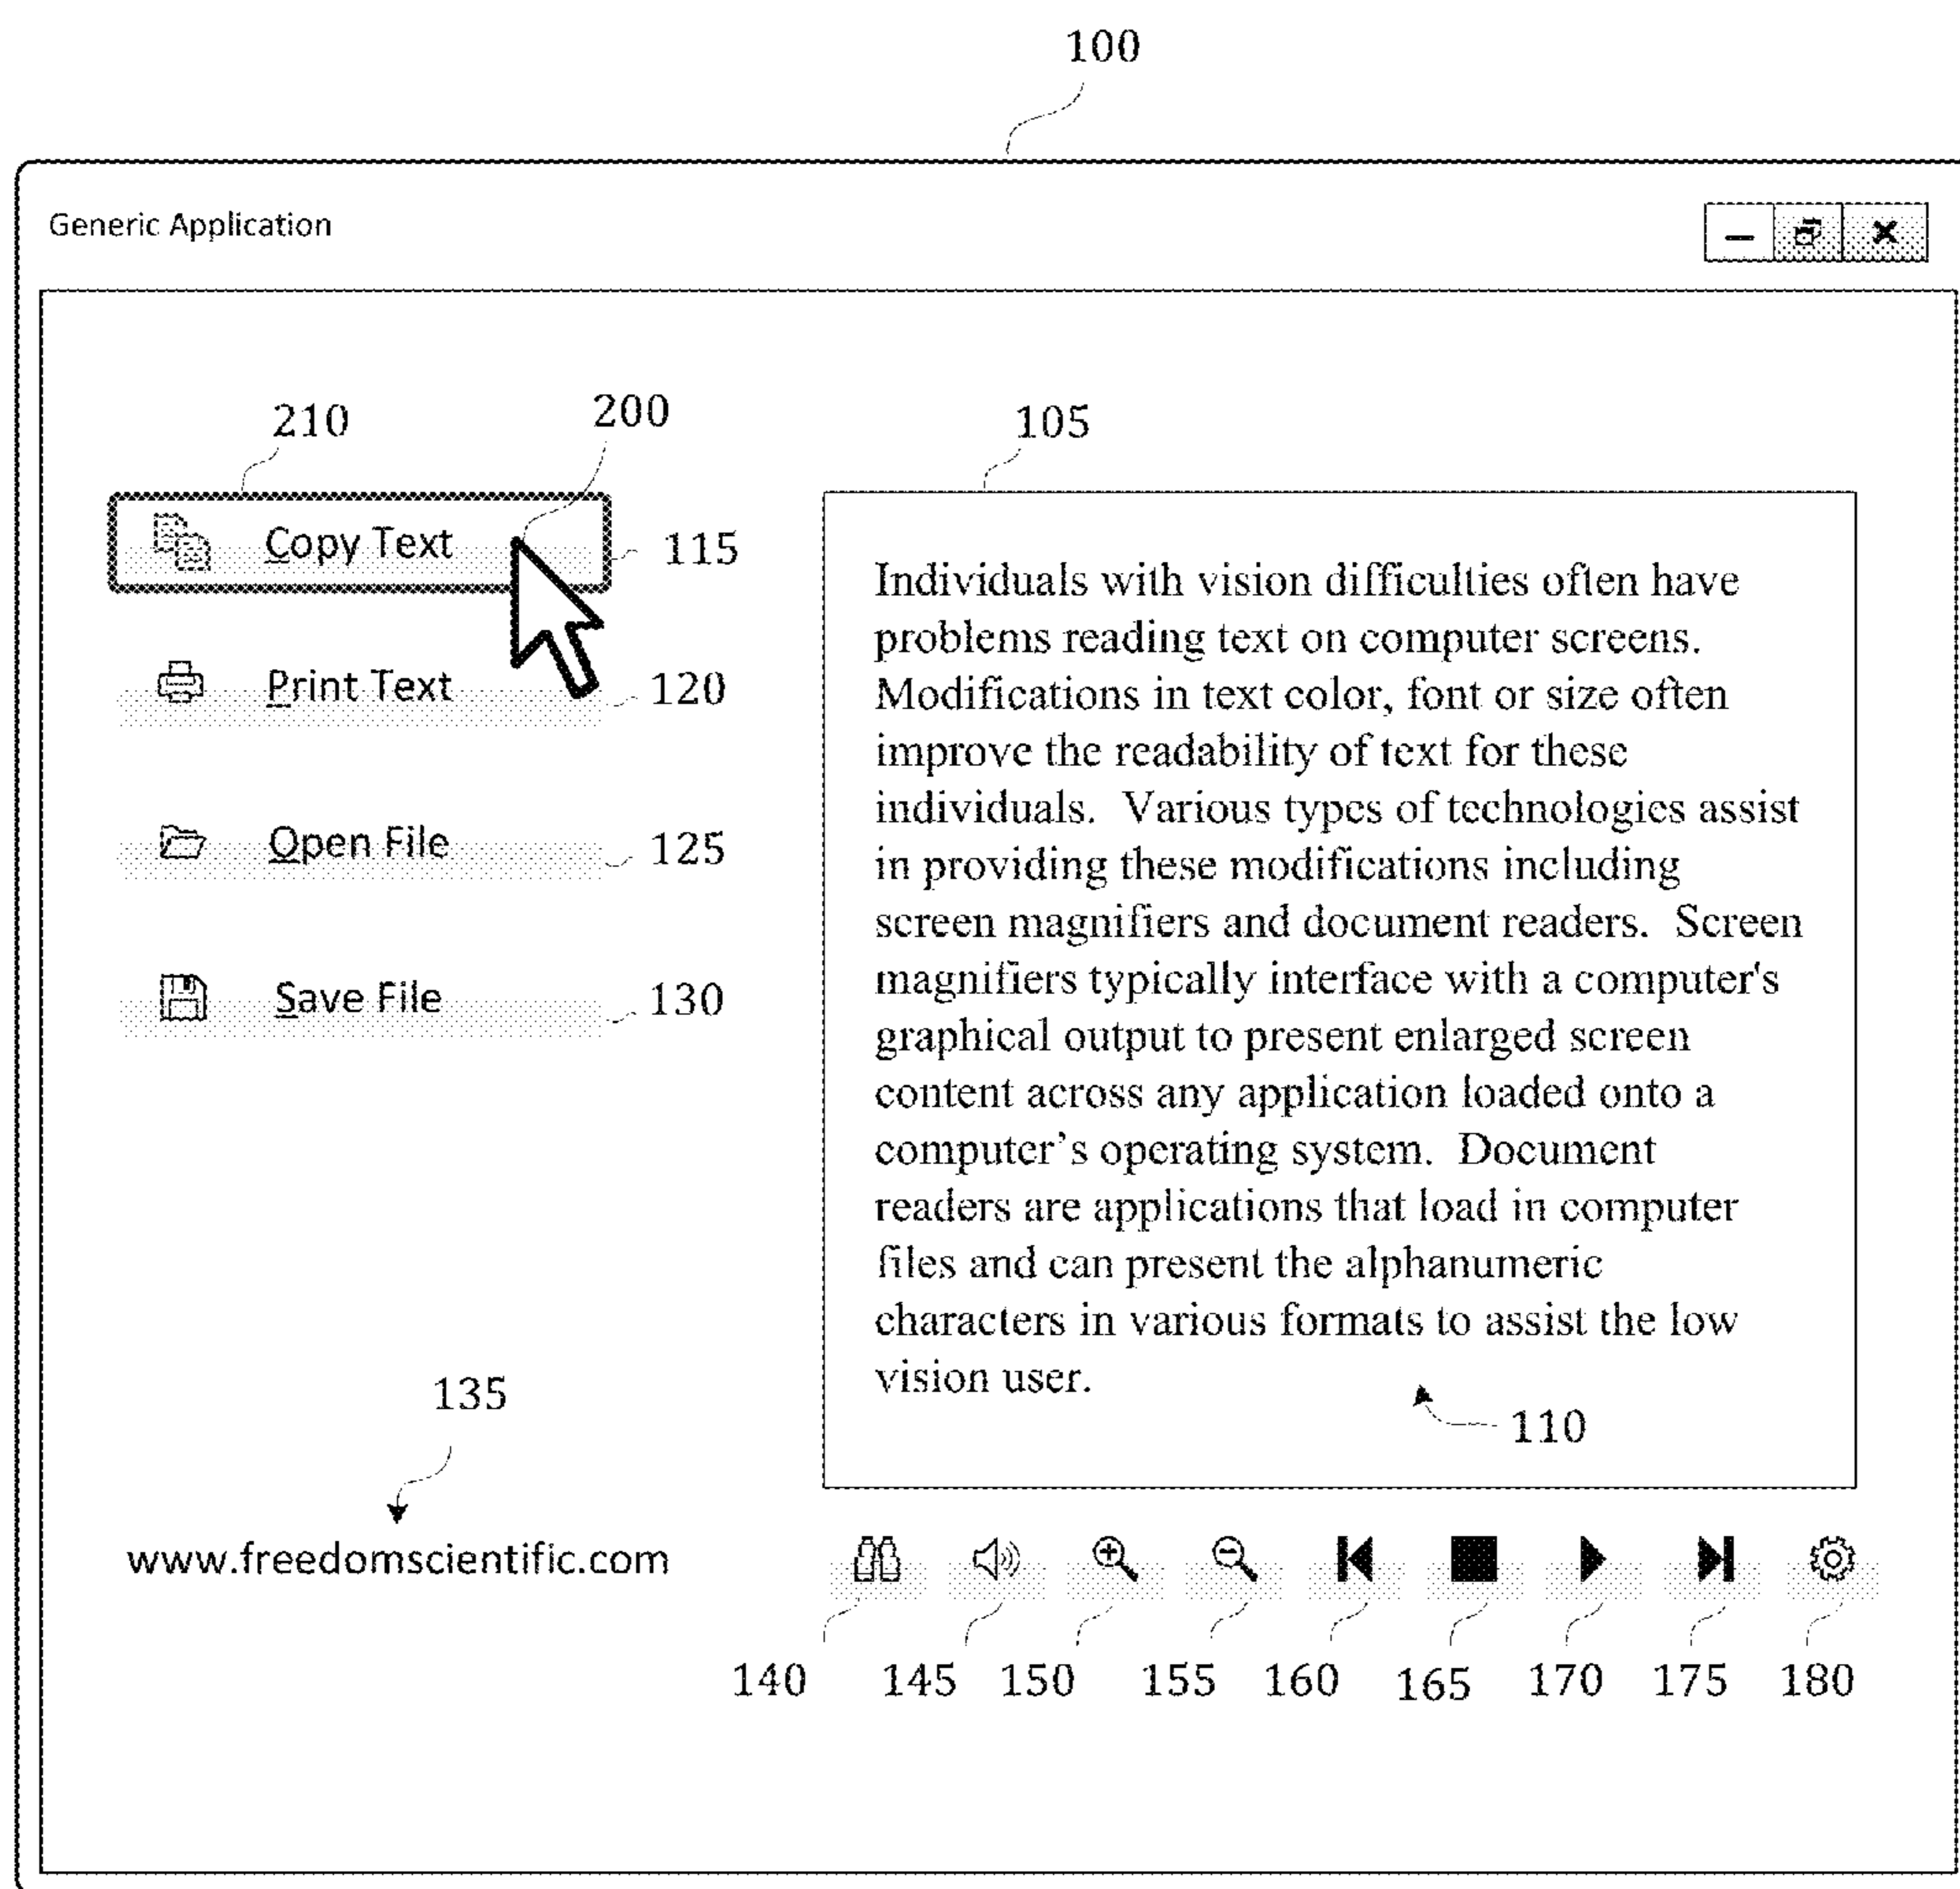 100
Generic Application
210
200
105
Copy Text
115
Print Text
120
Open File
125
Save File
130
Individuals with vision difficulties often have
problems reading text on computer screens.
Modifications in text color, font or size often
improve the readability of text for these
individuals.  Various types of technologies assist
in providing these modifications including
screen magnifiers and document readers.  Screen
magnifiers typically interface with a computer's
graphical output to present enlarged screen
content across any application loaded onto a
computer’s operating system.  Document
readers are applications that load in computer
files and can present the alphanumeric
characters in various formats to assist the low
vision user.
110
135
www.freedomscientific.com
140 145 150 155 160 165 170 175 180